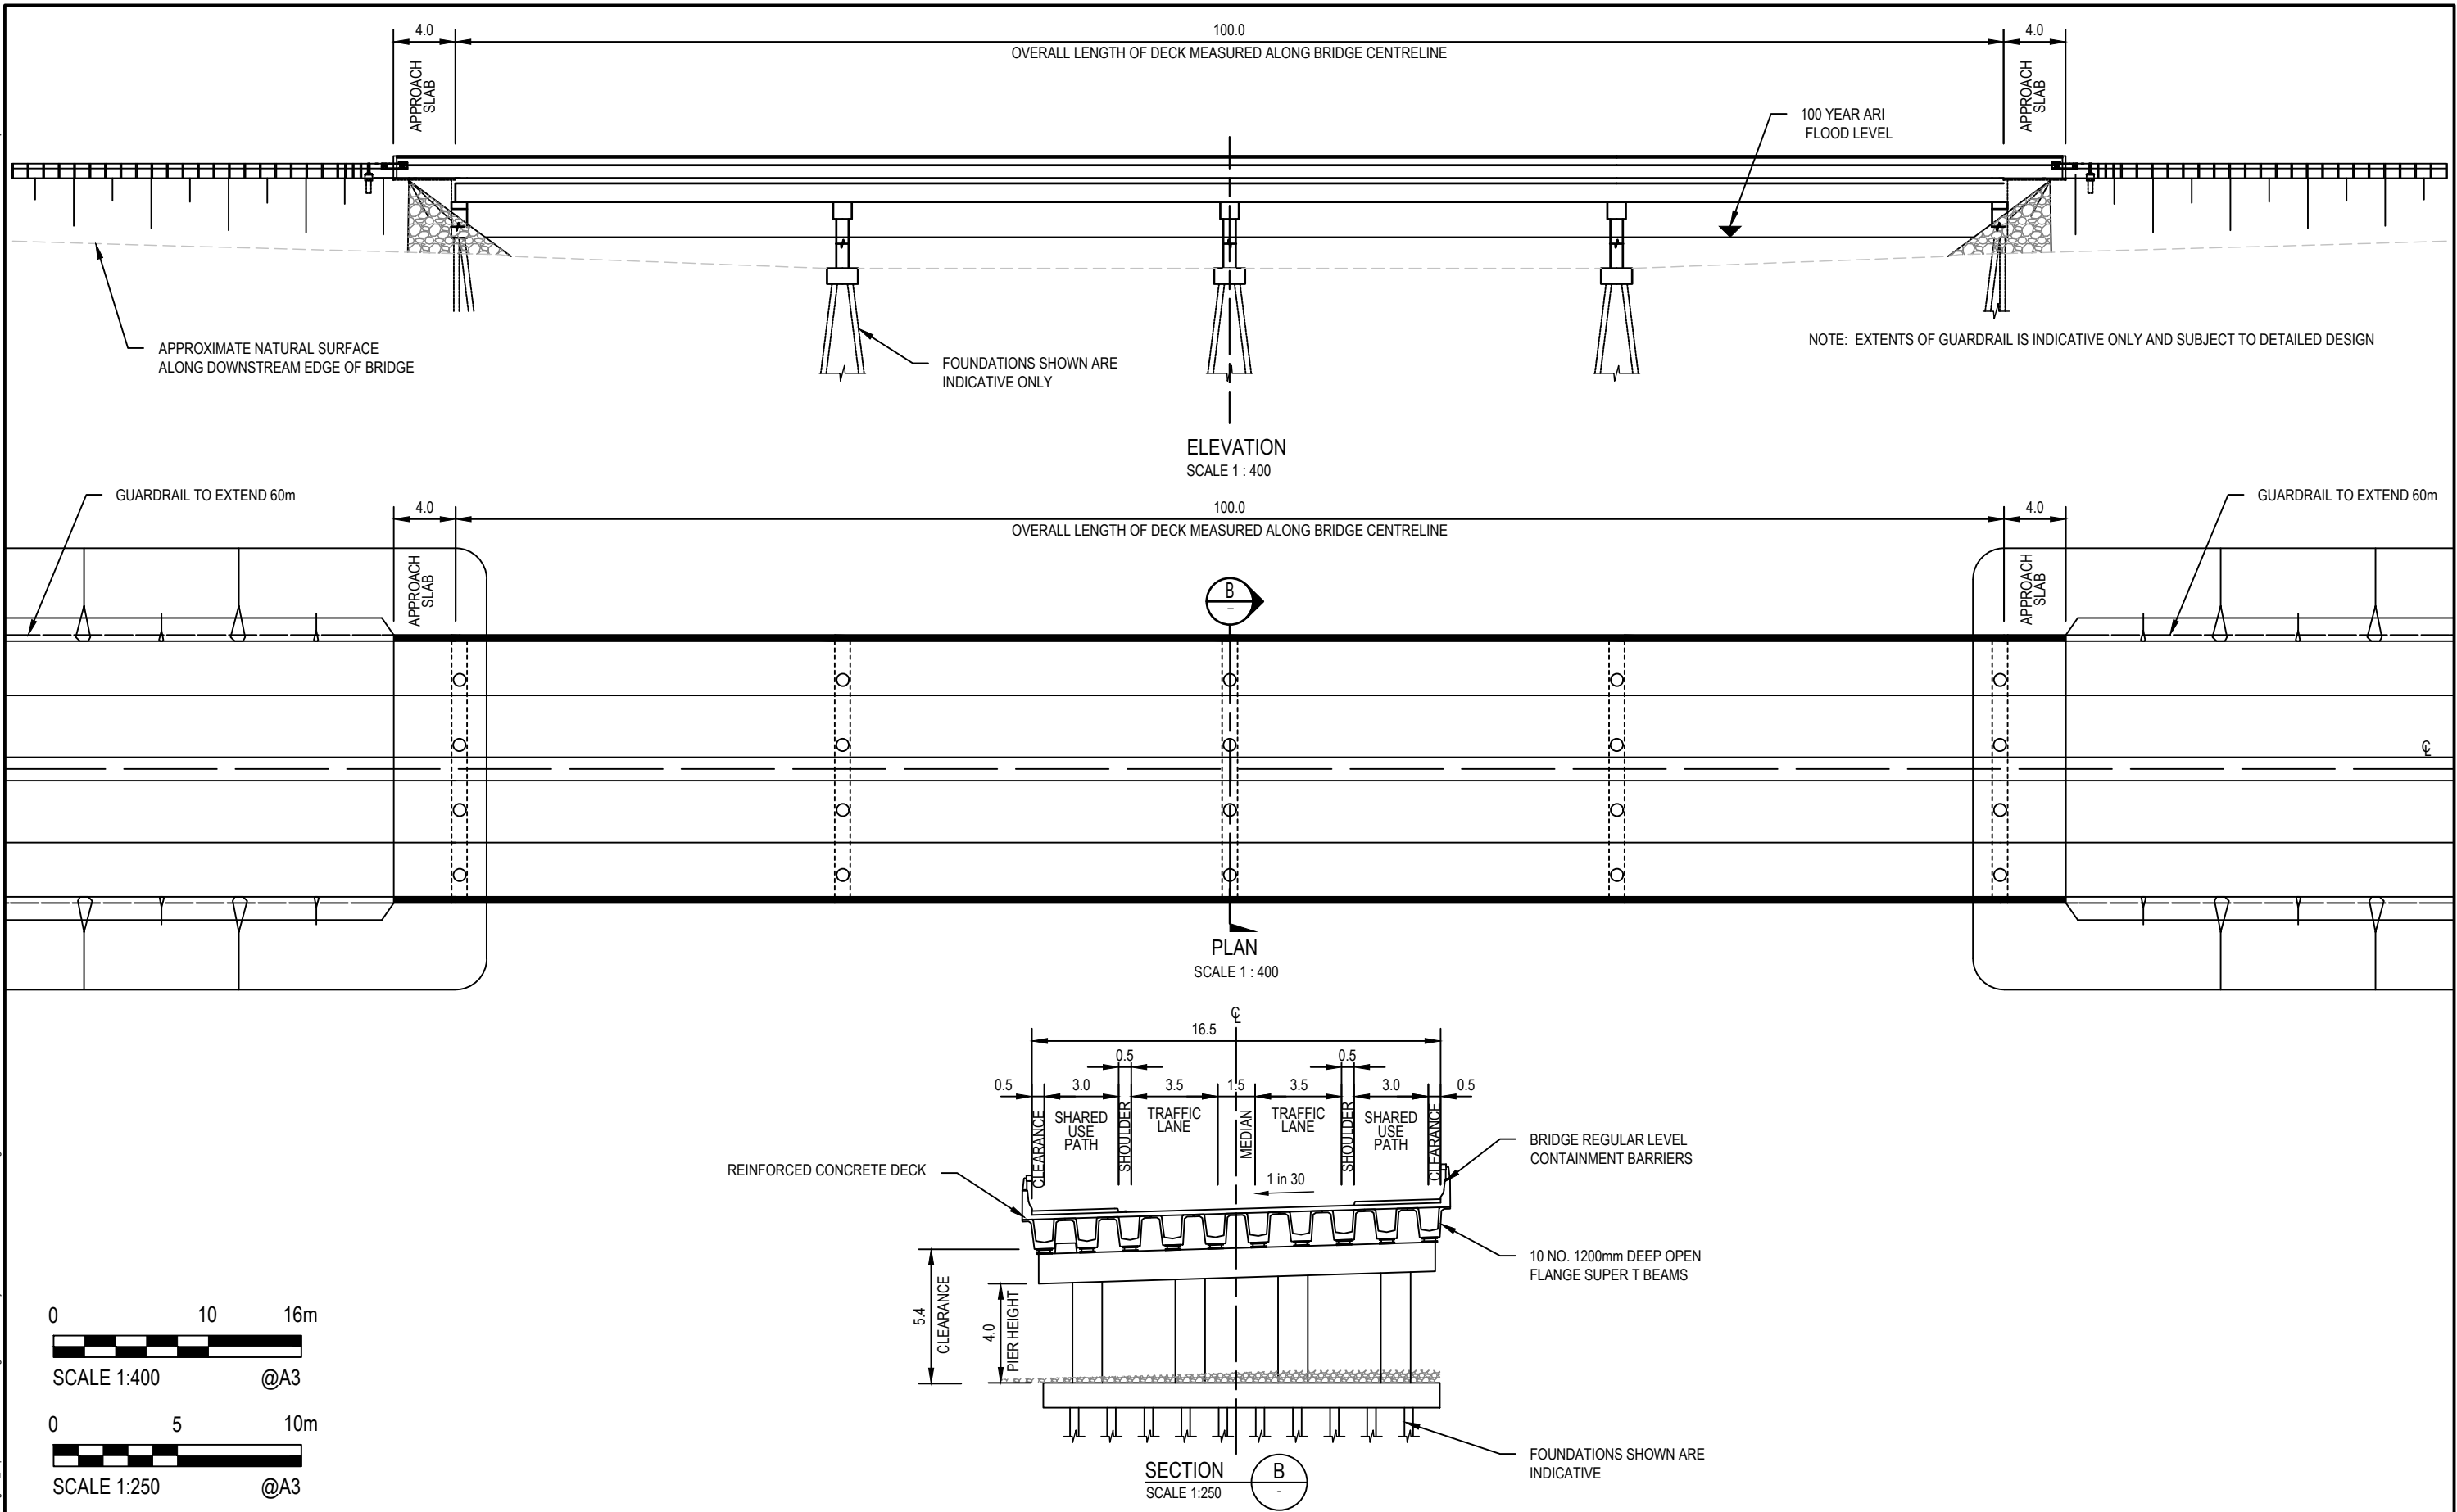 4.0
100.0
4.0
OVERALL LENGTH OF DECK MEASURED ALONG BRIDGE CENTRELINE
APPROACH
SLAB
APPROACH
SLAB
100 YEAR ARI
FLOOD LEVEL
APPROXIMATE NATURAL SURFACE
ALONG DOWNSTREAM EDGE OF BRIDGE
FOUNDATIONS SHOWN ARE
INDICATIVE ONLY
NOTE: EXTENTS OF GUARDRAIL IS INDICATIVE ONLY AND SUBJECT TO DETAILED DESIGN
ELEVATION
SCALE 1 : 400
GUARDRAIL TO EXTEND 60m
GUARDRAIL TO EXTEND 60m
4.0
100.0
4.0
OVERALL LENGTH OF DECK MEASURED ALONG BRIDGE CENTRELINE
APPROACH
SLAB
APPROACH
SLAB
B
-
℄
PLAN
SCALE 1 : 400
℄
16.5
0.5
0.5
0.5
3.0
3.5
1.5
3.5
3.0
0.5
CLEARANCE
SHARED
USE
PATH
SHOULDER
TRAFFIC
LANE
MEDIAN
TRAFFIC
LANE
SHOULDER
SHARED
USE
PATH
CLEARANCE
BRIDGE REGULAR LEVEL
CONTAINMENT BARRIERS
REINFORCED CONCRETE DECK
1 in 30
10 NO. 1200mm DEEP OPEN
FLANGE SUPER T BEAMS
5.4
CLEARANCE
4.0
PIER HEIGHT
FOUNDATIONS SHOWN ARE
INDICATIVE
SECTION
SCALE 1:250
B
-
0 10 16m
SCALE 1:400 @A3
0 5 10m
SCALE 1:250 @A3